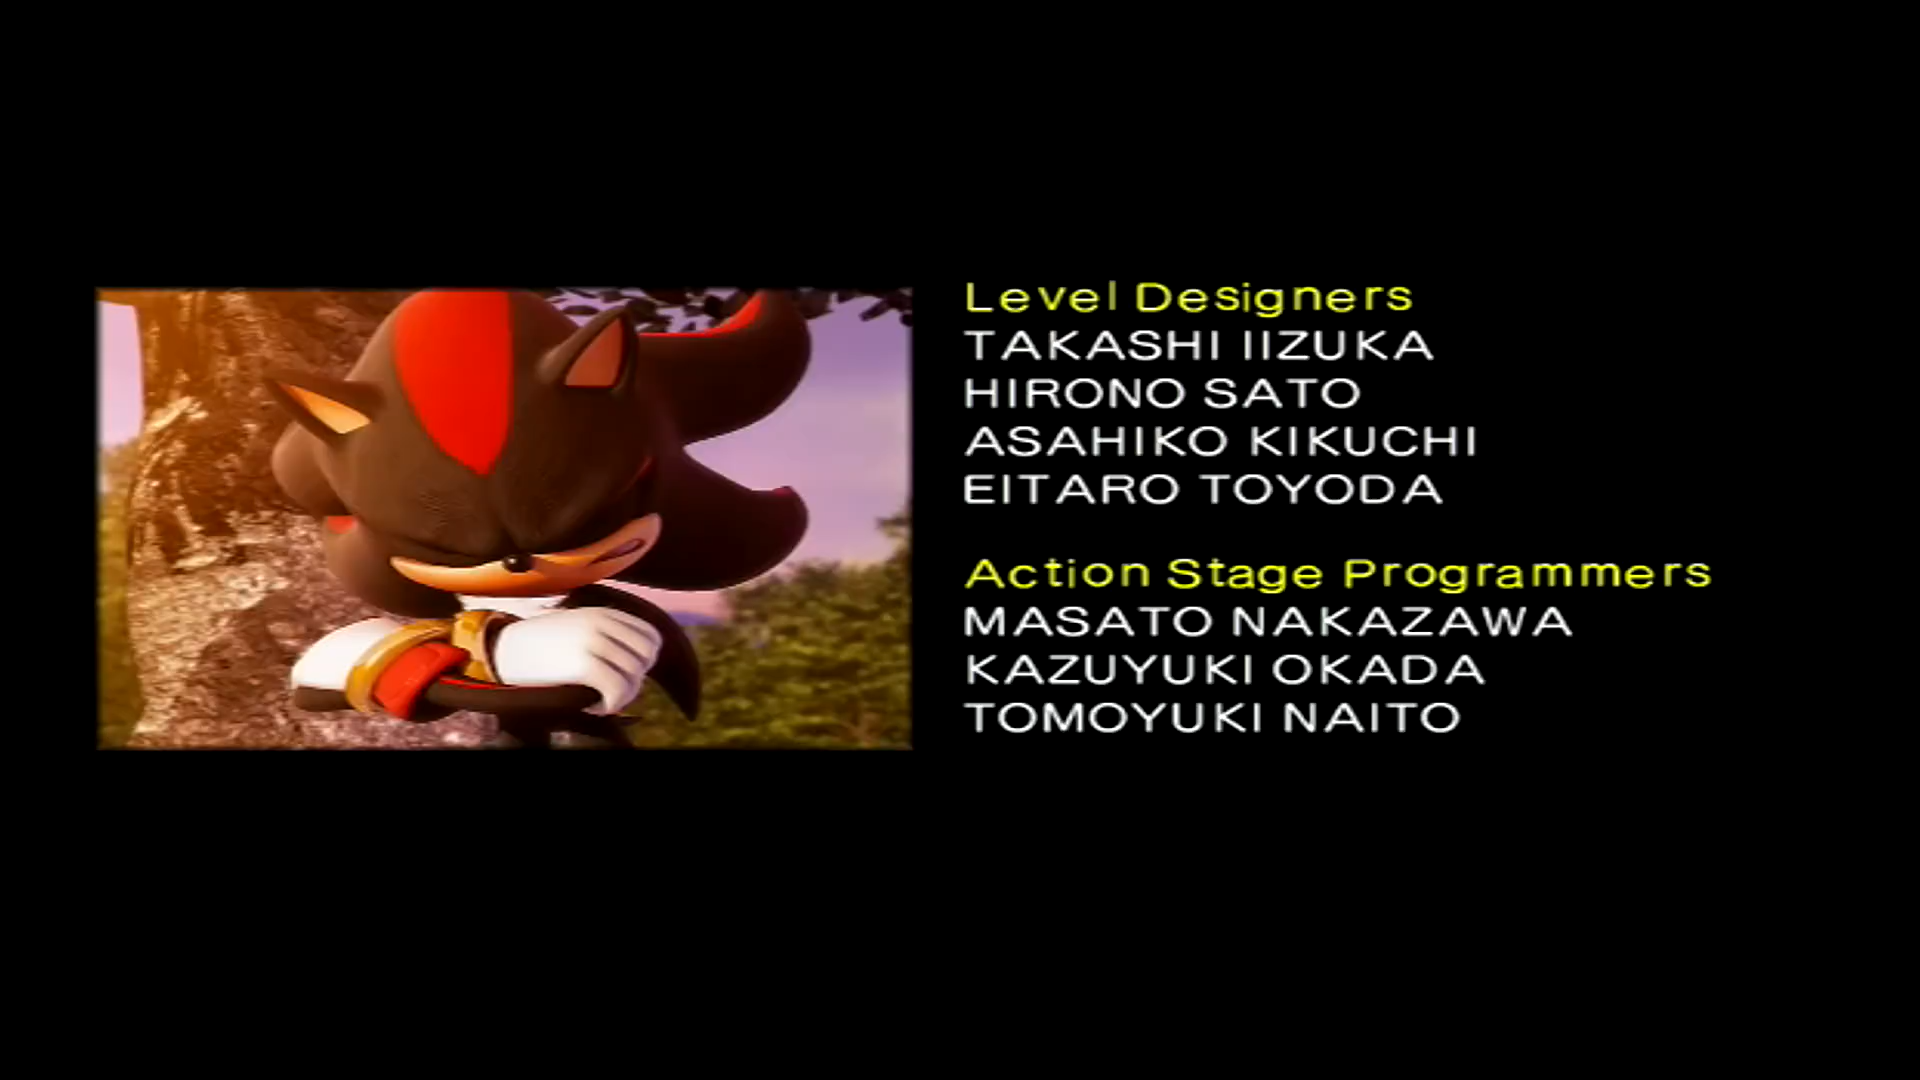 Level Designers
TAKASHI IIZUKA
HIRONO SATO
ASAHIKO KIKUCHI
EITARO TOYODA
Action Stage Programmers
MASATO NAKAZAWA
KAZUYUKI OKADA
TOMOYUKI NAITO